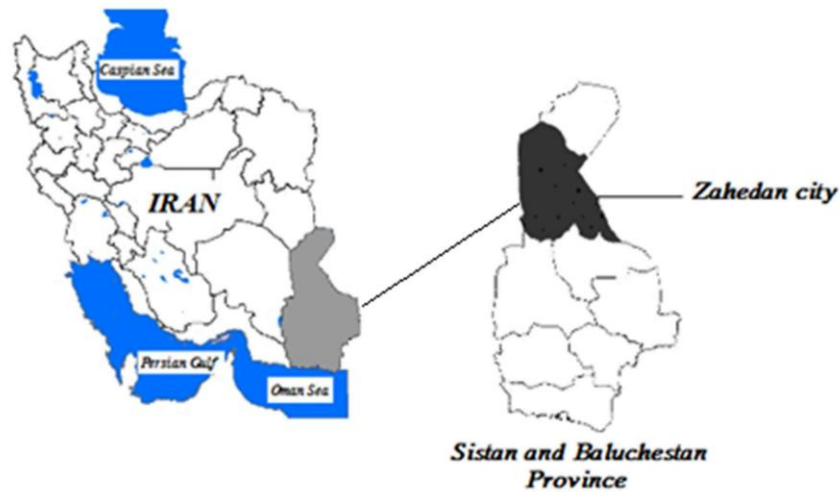 Caspian Sea
IRAN
Zahedan city
Persian Gulf
Oman Sea
Sistan and Baluchestan
Province